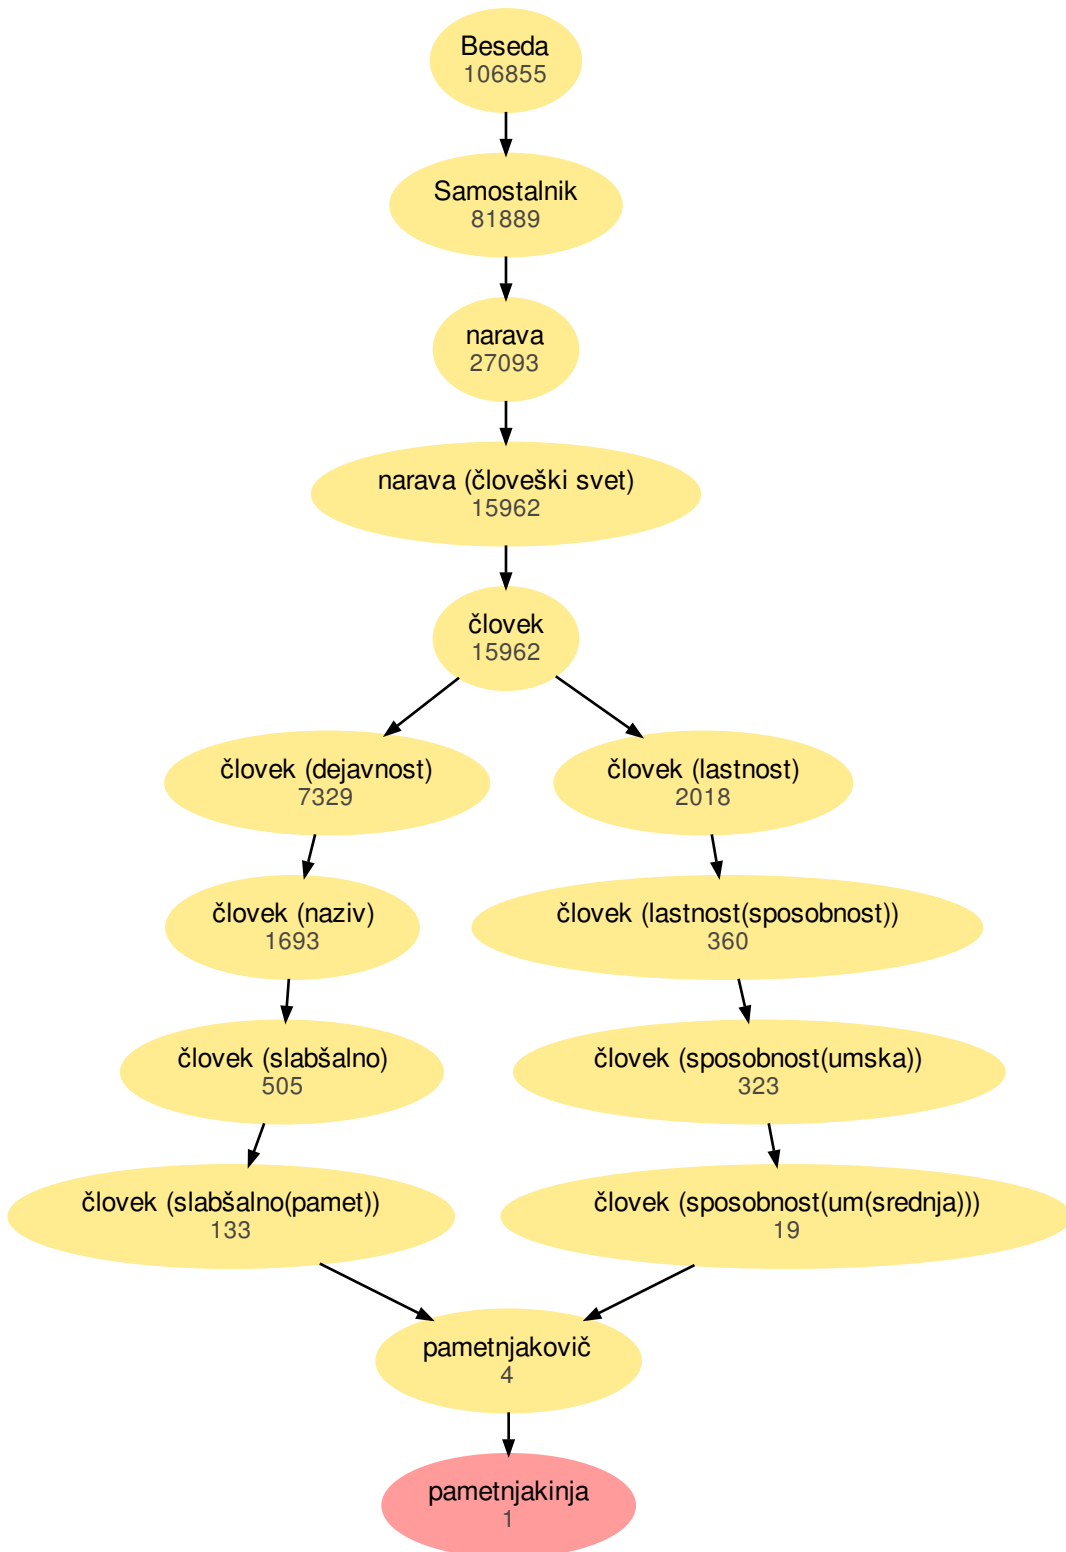 Beseda
106855
Samostalnik
81889
narava
27093
narava (človeški svet)
15962
človek
15962
človek (dejavnost)
7329
človek (lastnost)
2018
človek (naziv)
1693
človek (lastnost(sposobnost))
360
človek (slabšalno)
505
človek (sposobnost(umska))
323
človek (slabšalno(pamet))
133
človek (sposobnost(um(srednja)))
19
pametnjakovič
4
pametnjakinja
1